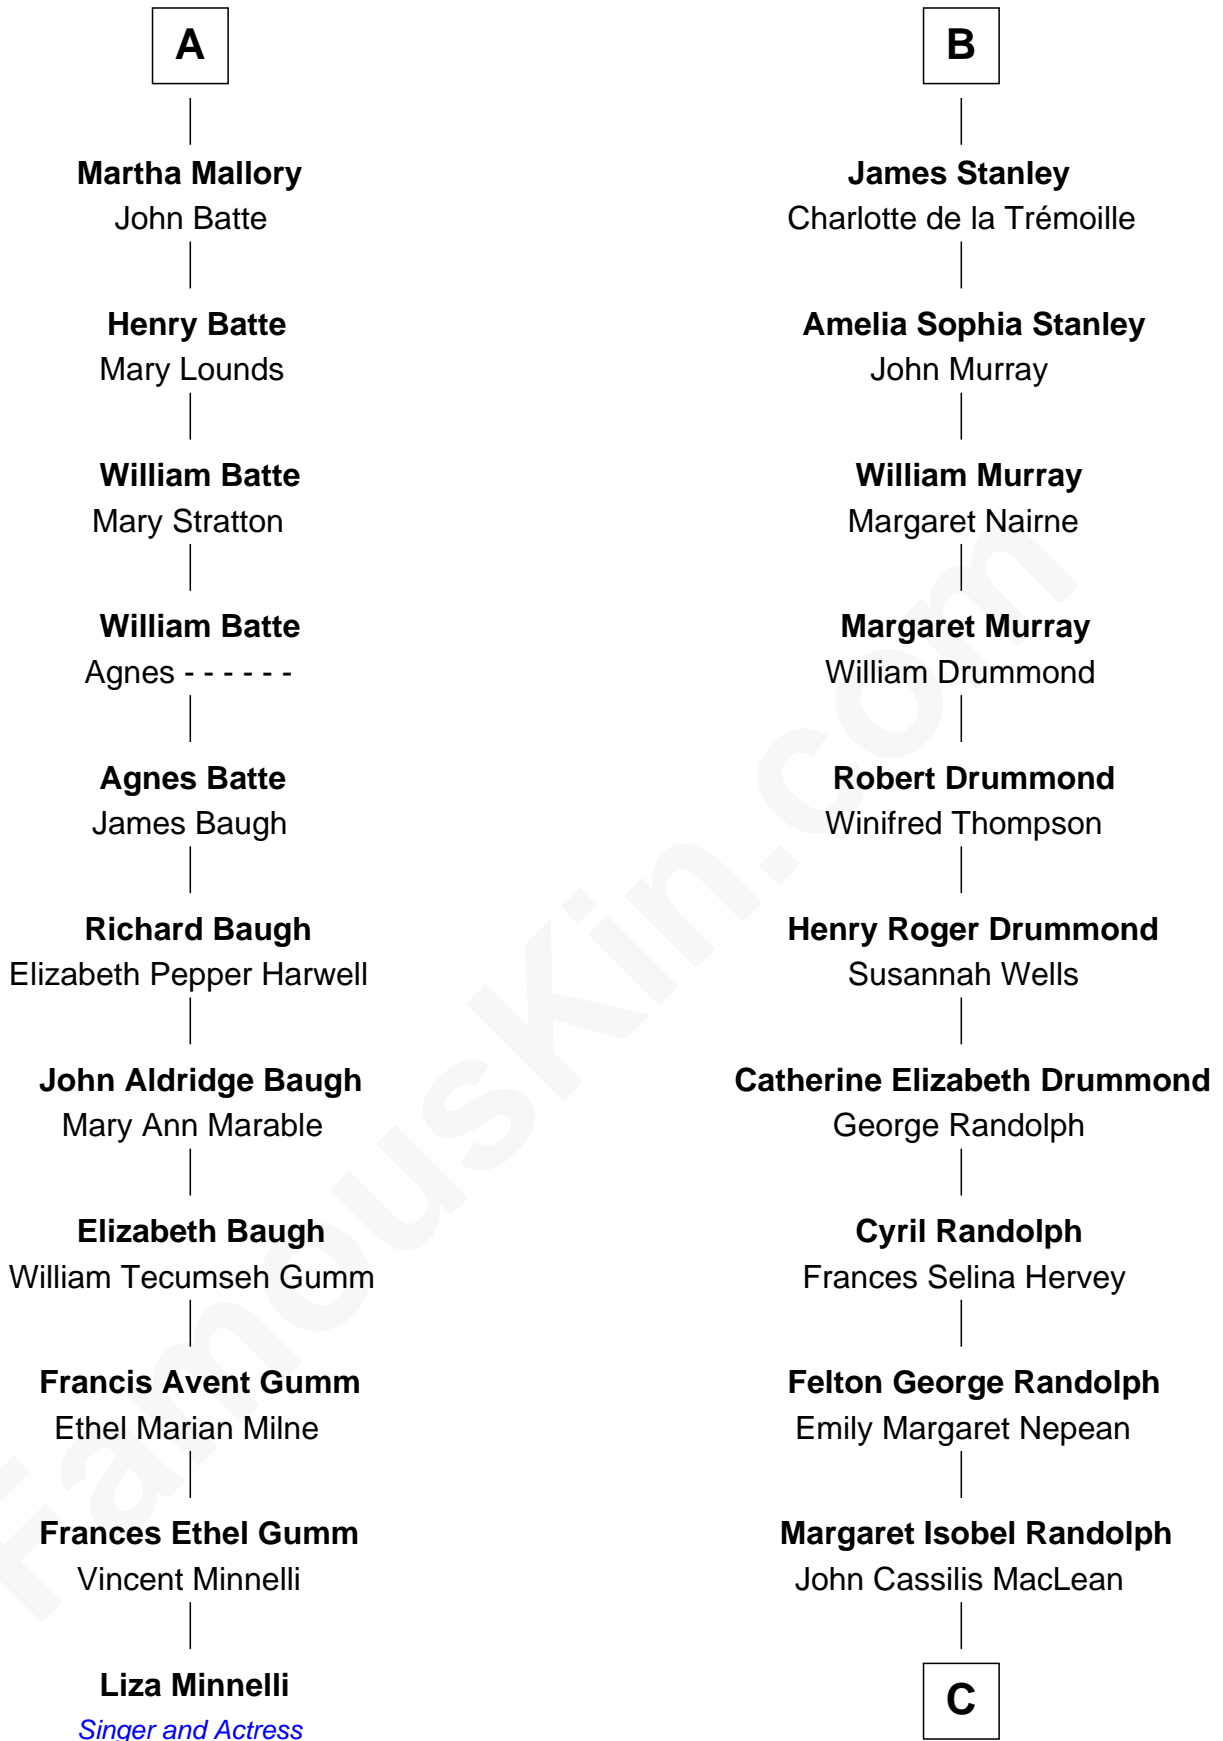 A
Martha Mallory
John Batte
Henry Batte
Mary Lounds
William Batte
Mary Stratton
William Batte
Agnes - - - - - -
Agnes Batte
James Baugh
Richard Baugh
Elizabeth Pepper Harwell
John Aldridge Baugh
Mary Ann Marable
Elizabeth Baugh
William Tecumseh Gumm
Francis Avent Gumm
Ethel Marian Milne
Frances Ethel Gumm
Vincent Minnelli
Liza Minnelli
Singer and Actress
B
James Stanley
Charlotte de la Trémoille
Amelia Sophia Stanley
John Murray
William Murray
Margaret Nairne
Margaret Murray
William Drummond
Robert Drummond
Winifred Thompson
Henry Roger Drummond
Susannah Wells
Catherine Elizabeth Drummond
George Randolph
Cyril Randolph
Frances Selina Hervey
Felton George Randolph
Emily Margaret Nepean
Margaret Isobel Randolph
John Cassilis MacLean
C
FamousKin.com